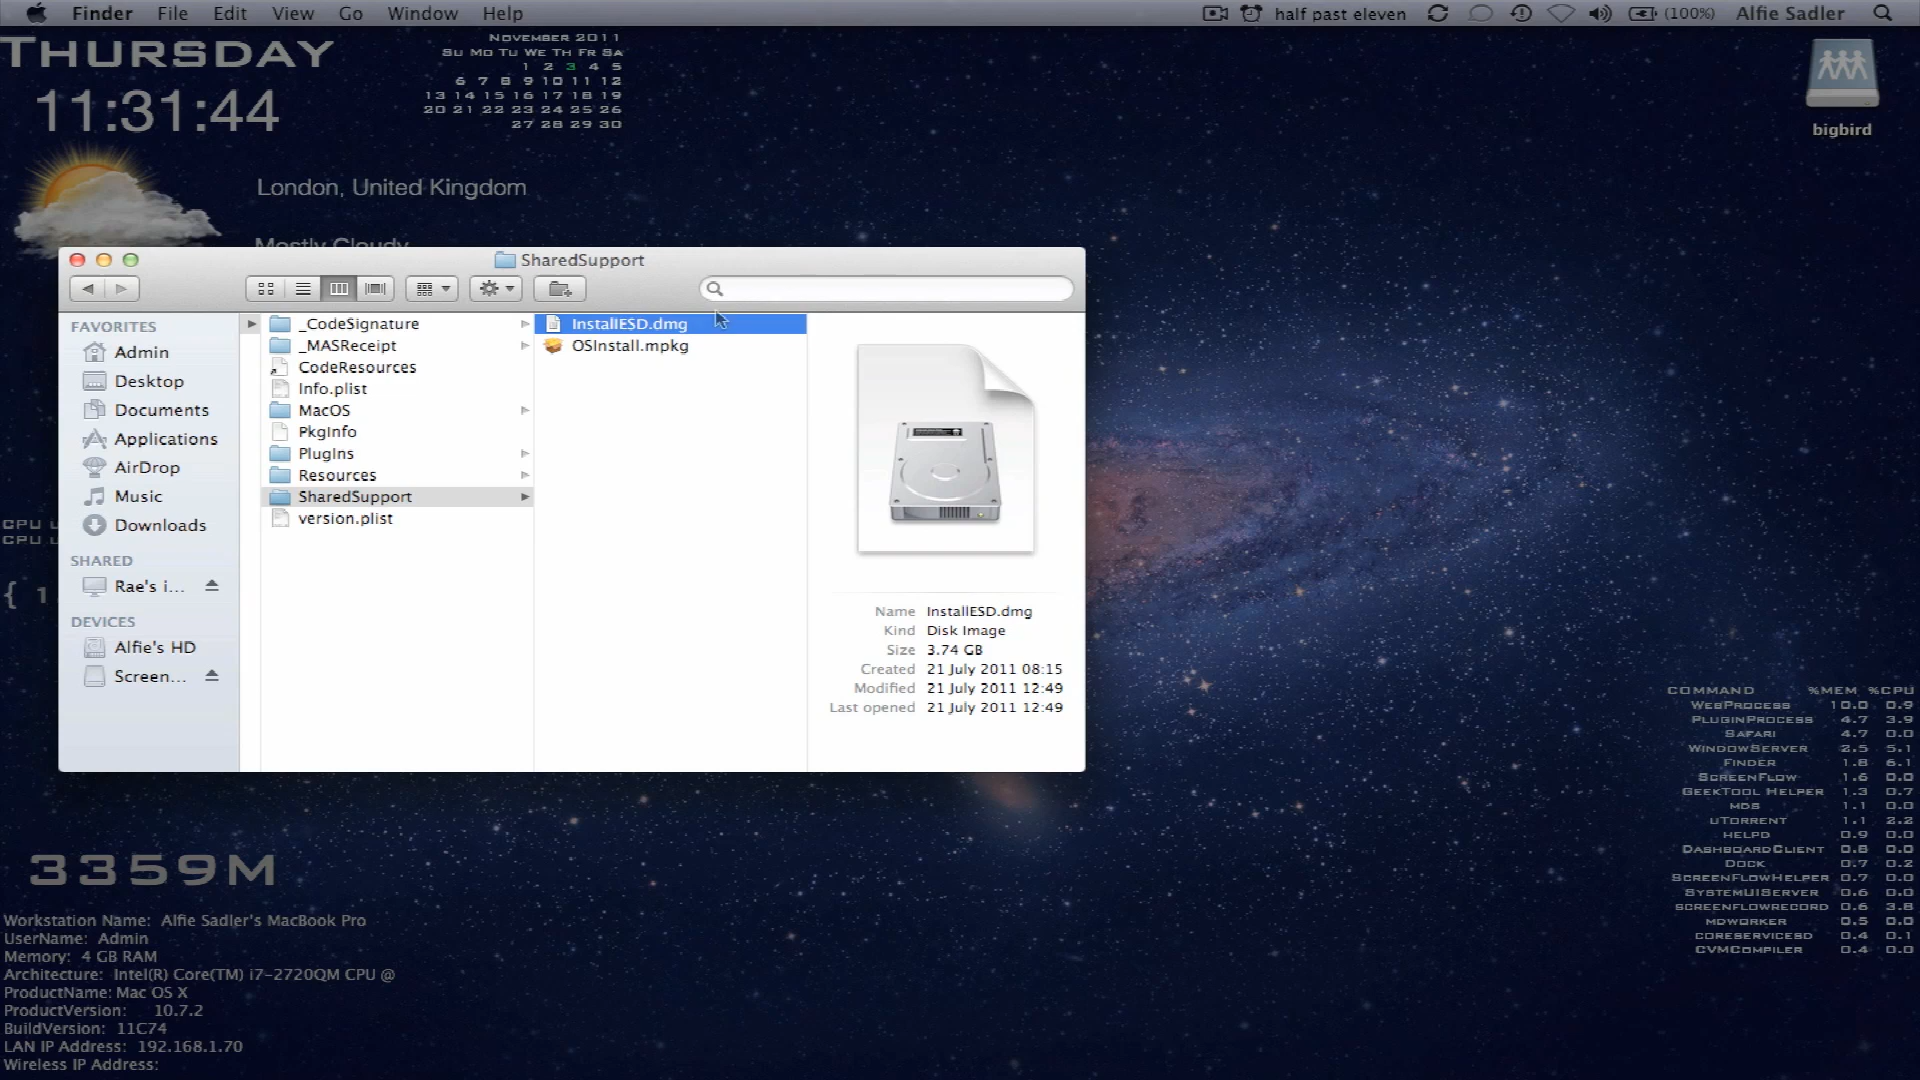 Finder File Edit View Go Window Help
half past eleven (100%) Alfie Sadler
THURSDAY
11:31:44
NOVEMBER 2011
SU MO TU WE TH FR SA
1 2 3 4 5
6 7 8 9 10 11 12
13 14 15 16 17 18 19
20 21 22 23 24 25 26
27 28 29 30
London, United Kingdom
Mostly Cloudy
bigbird
SharedSupport
FAVORITES
Admin
Desktop
Documents
Applications
AirDrop
Music
Downloads
SHARED
Rae's i...
DEVICES
Alfie's HD
Screen...
_CodeSignature
_MASReceipt
CodeResources
Info.plist
MacOS
PkgInfo
PlugIns
Resources
SharedSupport
version.plist
InstallESD.dmg
OSInstall.mpkg
Name InstallESD.dmg
Kind Disk Image
Size 3.74 GB
Created 21 July 2011 08:15
Modified 21 July 2011 12:49
Last opened 21 July 2011 12:49
CPU U
CPU U
{ 1
3359M
Workstation Name: Alfie Sadler's MacBook Pro
UserName: Admin
Memory: 4 GB RAM
Architecture: Intel(R) Core(TM) i7-2720QM CPU @
ProductName: Mac OS X
ProductVersion: 10.7.2
BuildVersion: 11C74
LAN IP Address: 192.168.1.70
Wireless IP Address:
COMMAND %MEM %CPU
WEBPROCESS 10.0 0.9
PLUGINPROCESS 4.7 3.9
SAFARI 4.7 0.0
WINDOWSERVER 2.5 5.1
FINDER 1.8 6.1
SCREENFLOW 1.6 0.0
GEEKTOOL HELPER 1.3 0.7
MDS 1.1 0.0
UTORRENT 1.1 2.2
HELPD 0.9 0.0
DASHBOARDCLIENT 0.8 0.0
DOCK 0.7 0.2
SCREENFLOWHELPER 0.7 0.0
SYSTEMUISERVER 0.6 0.0
SCREENFLOWRECORD 0.6 3.8
MDWORKER 0.5 0.0
CORESERVICESD 0.4 0.1
CVMCOMPILER 0.4 0.0